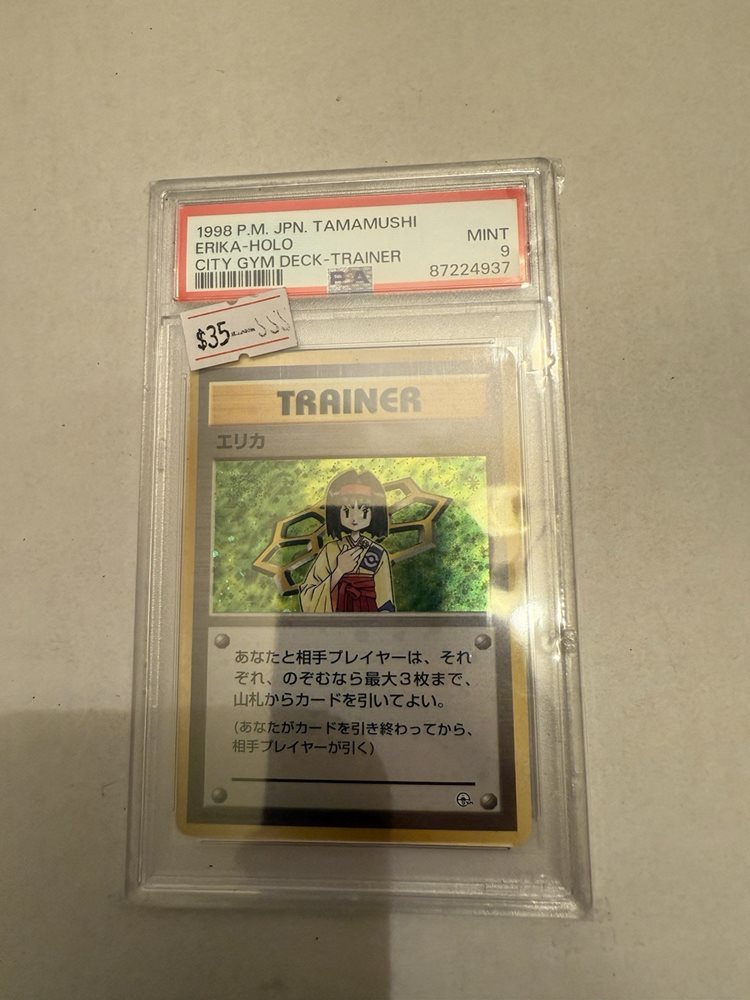 1998 P.M. JPN. TAMAMUSHI
ERIKA-HOLO MINT
CITY GYM DECK-TRAINER 9
PSA 87224937
$35
TRAINER
エリカ
あなたと相手プレイヤーは、それ
ぞれ、のぞむなら最大3枚まで、
山札からカードを引いてよい。
(あなたがカードを引き終わってから、
相手プレイヤーが引く)